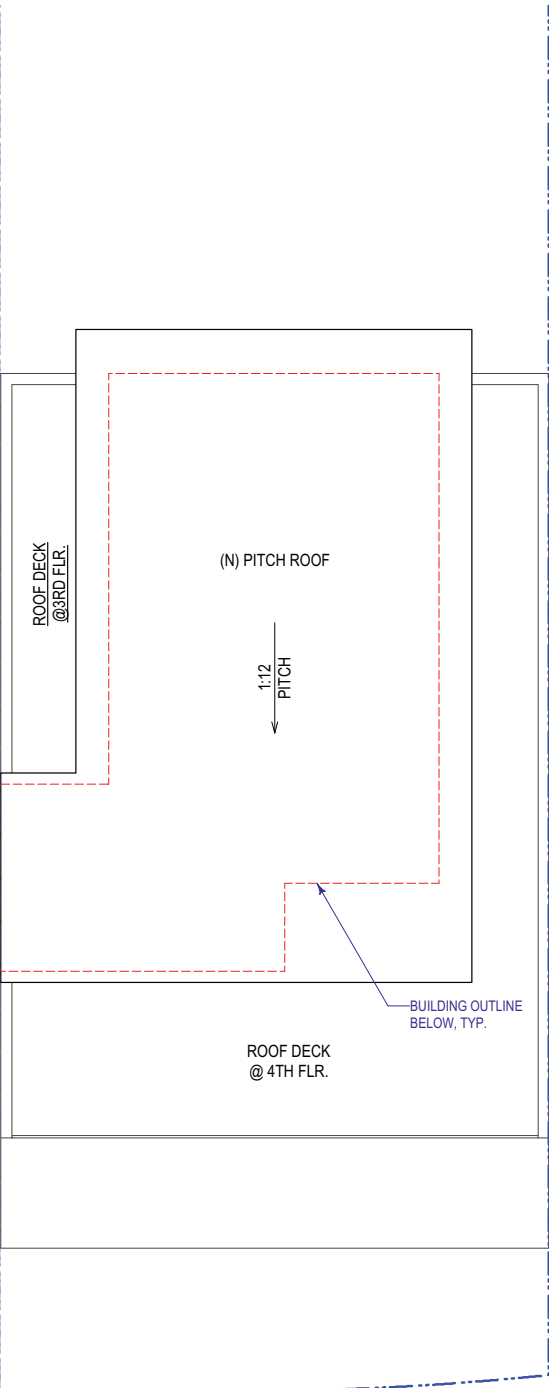 ROOF DECK
@3RD FLR.
(N) PITCH ROOF
1:12
PITCH
BUILDING OUTLINE
BELOW, TYP.
ROOF DECK
@ 4TH FLR.